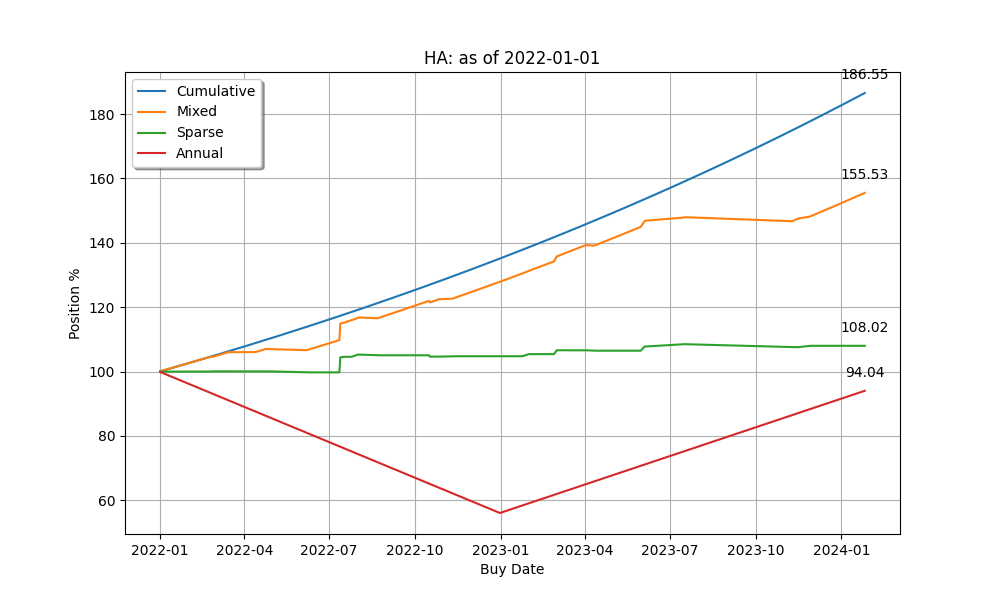 HA: as of 2022-01-01
Cumulative
Mixed
Sparse
Annual
186.55
155.53
108.02
94.04
Position %
180
160
140
120
100
80
60
2022-01 2022-04 2022-07 2022-10 2023-01 2023-04 2023-07 2023-10 2024-01
Buy Date